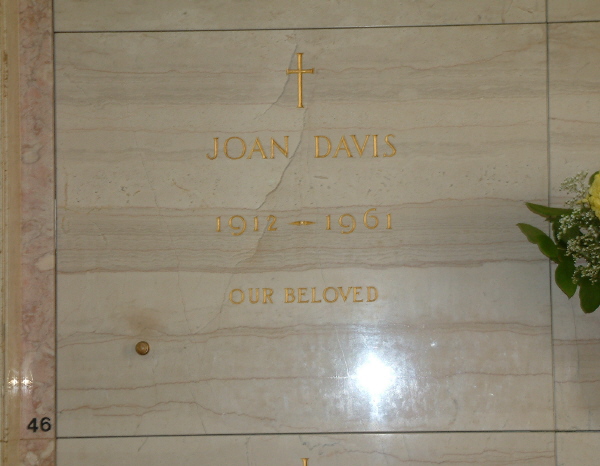 JOAN DAVIS
1912 – 1961
OUR BELOVED
46